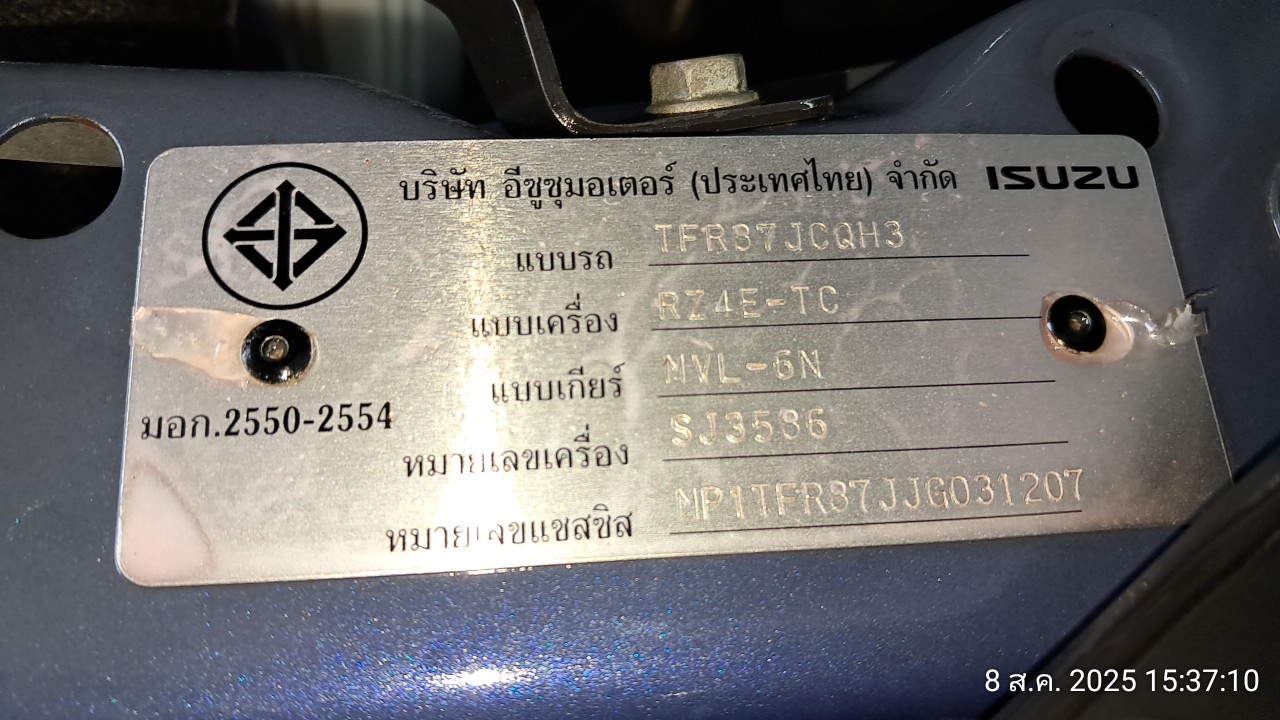 บริษัท อีซูซุมอเตอร์ (ประเทศไทย) จำกัด ISUZU
แบบรถ TFR87JCQH3
แบบเครื่อง RZ4E-TC
แบบเกียร์ MVL-6N
มอก.2550-2554
หมายเลขเครื่อง SJ3586
หมายเลขแชสซิส MP1TFR87JJG031207
8 ส.ค. 2025 15:37:10